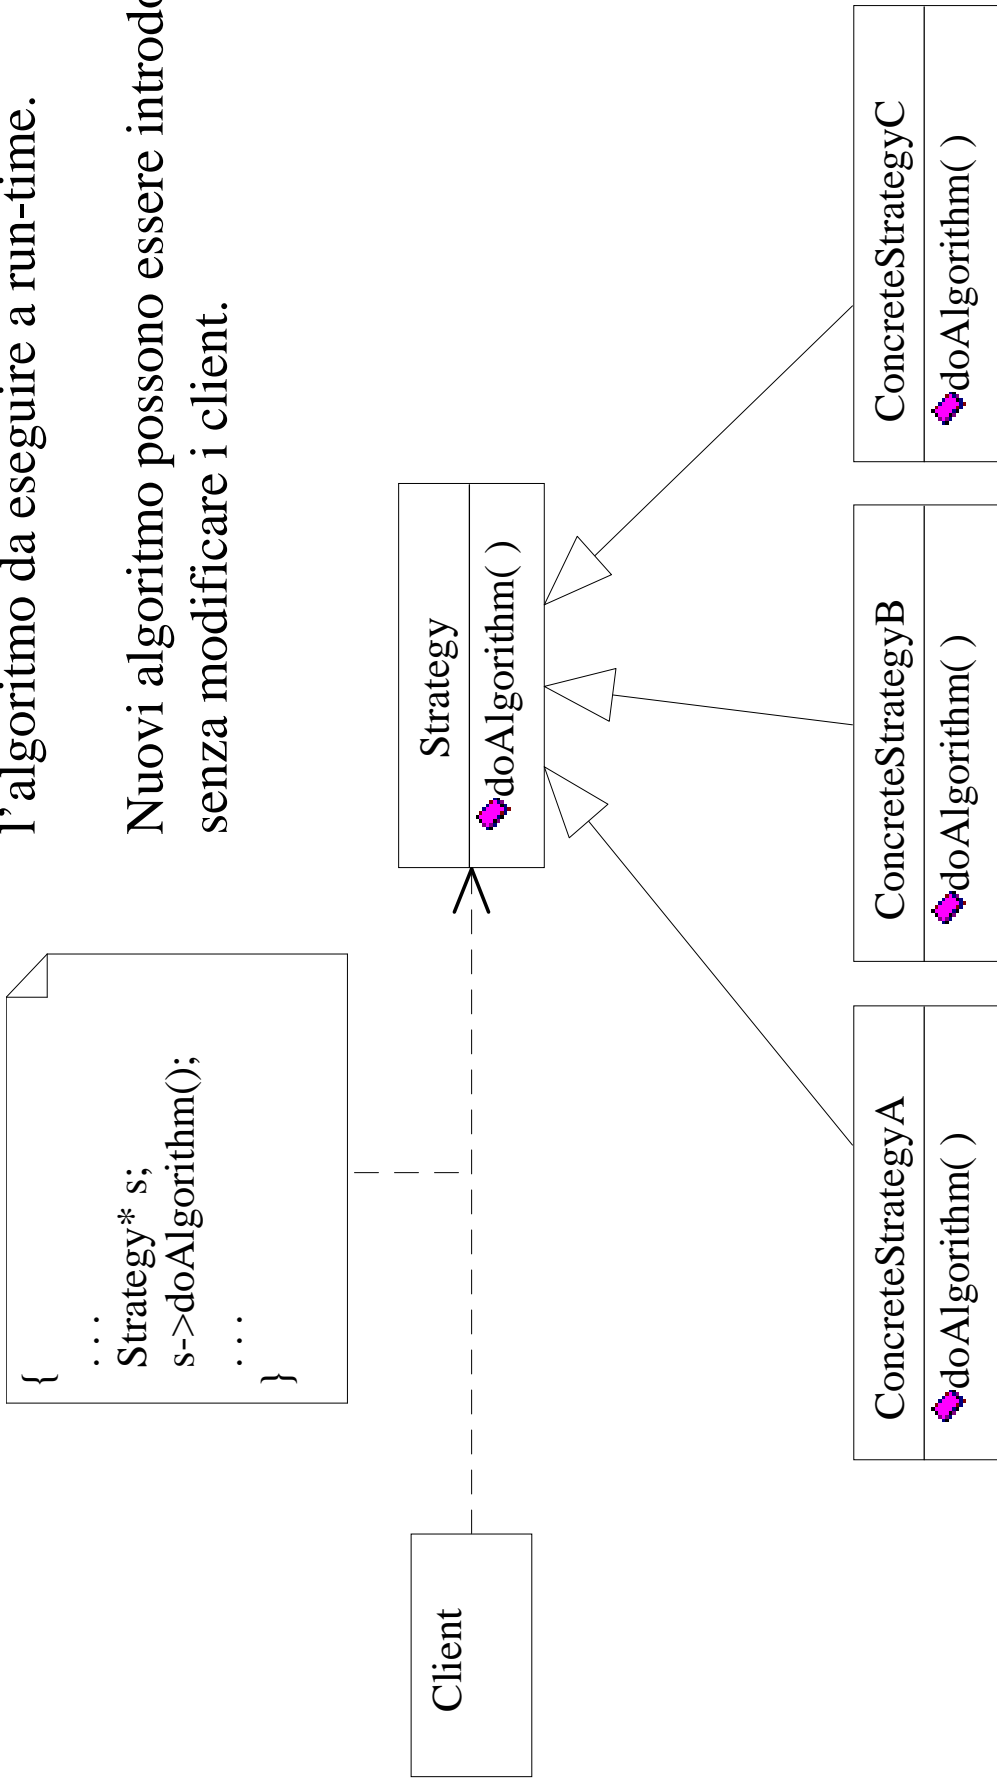 l'algoritmo da eseguire a run-time.
Nuovi algoritmo possono essere
senza modificare i client.
{
. . .
Strategy* s;
s->doAlgorithm();
. . .
}
Client
Strategy
doAlgorithm( )
ConcreteStrategyA
doAlgorithm( )
ConcreteStrategyB
doAlgorithm( )
ConcreteStrategyC
doAlgorithm( )